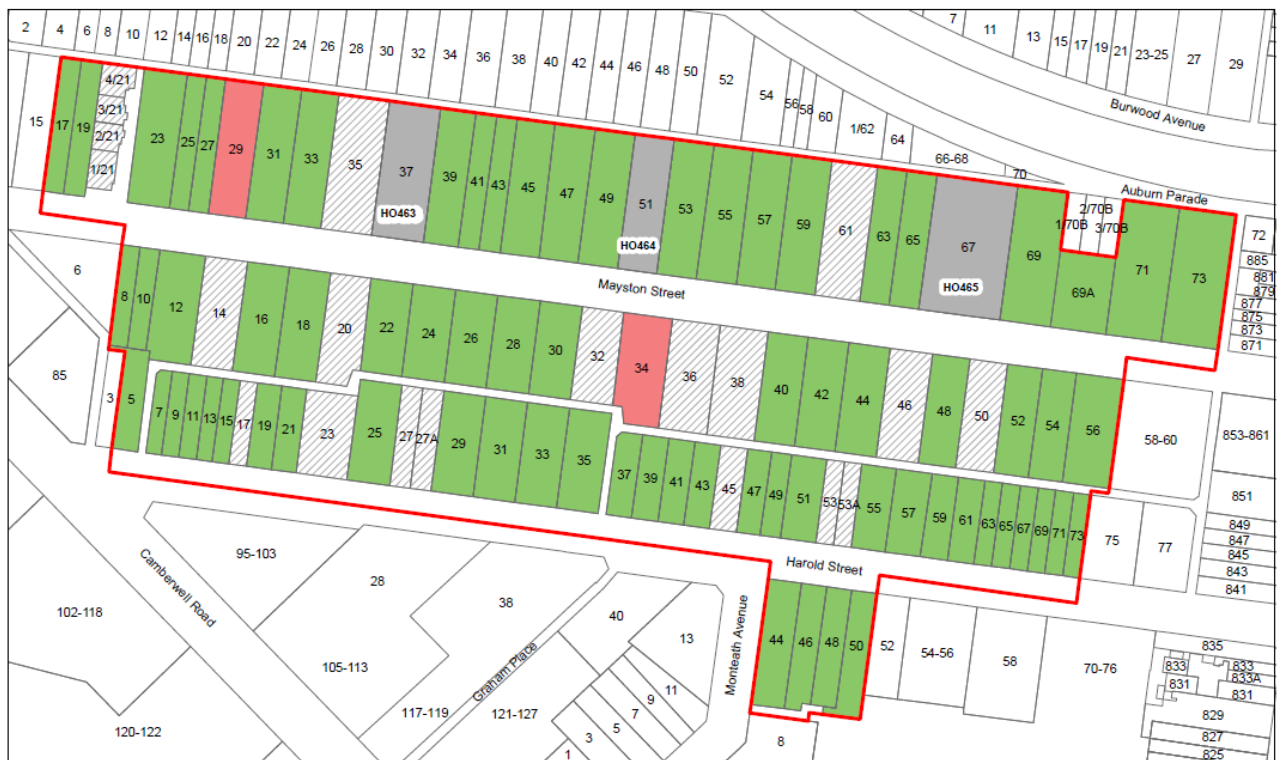 2 4 6 8 10 12 14 16 18 20 22 24 26 28 30 32 34 36 38 40 42 44 46 48 50 52 54 56 58 60 1/62 64 66-68 70
7 11 13 15 17 19 21 23-25 27 29
Burwood Avenue
Auburn Parade
15 17 19 4/21
3/21
2/21
1/21
23 25 27 29 31 33 35 37 39 41 43 45 47 49 51 53 55 57 59 61 63 65 67 69 69A 71 73
HO463
HO464
HO465
1/70B 2/70B 3/70B
72
885
881
879
877
875
873
871
Mayston Street
6
8 10 12 14 16 18 20 22 24 26 28 30 32 34 36 38 40 42 44 46 48 50 52 54 56 58-60
853-861
851
849
847
845
843
841
85 3 5 7 9 11 13 15 17 19 21 23 25 27 27A 29 31 33 35 37 39 41 43 45 47 49 51 53 53A 55 57 59 61 63 65 67 69 71 73 75 77
Harold Street
Camberwell Road
95-103
28
38
40
13
Graham Place
Monteath Avenue
44 46 48 50 52 54-56 58 70-76
102-118
105-113
117-119
121-127
120-122
1 3 5 7 9 11
8
835
833 833
833A
831 831
829
827
825